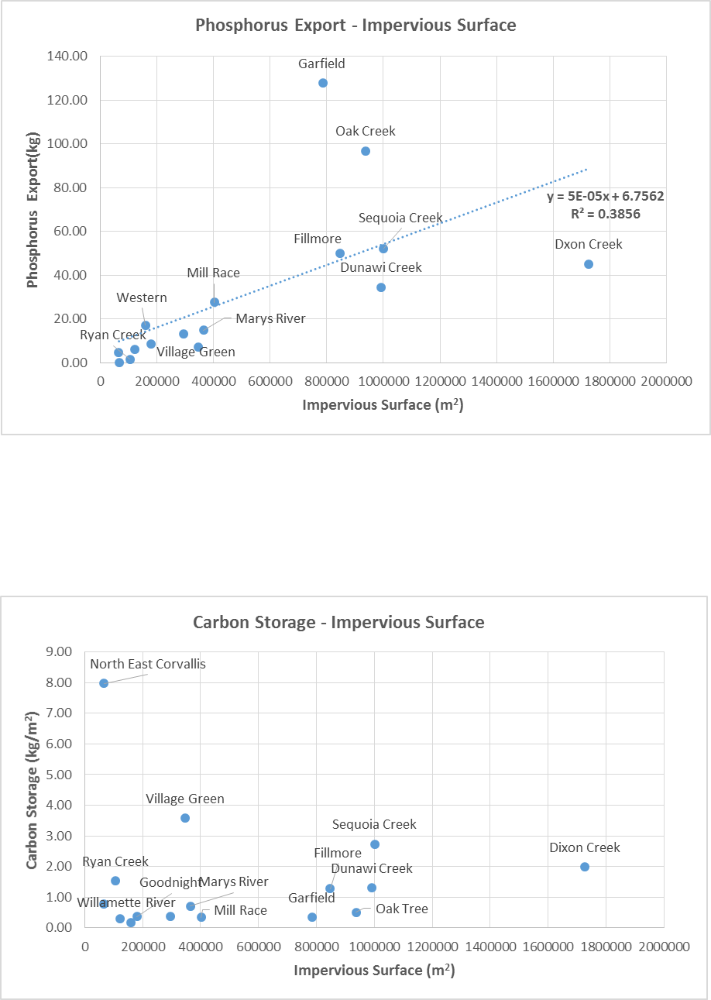 Phosphorus Export - Impervious Surface
140.00
120.00
100.00
80.00
60.00
40.00
20.00
0.00
Phosphorus Export(kg)
Garfield
Oak Creek
y = 5E-05x + 6.7562
R² = 0.3856
Sequoia Creek
Fillmore
Dxon Creek
Dunawi Creek
Mill Race
Western
Marys River
Ryan Creek
Village Green
0 200000 400000 600000 800000 1000000 1200000 1400000 1600000 1800000 2000000
Impervious Surface (m²)
Carbon Storage - Impervious Surface
9.00
8.00
7.00
6.00
5.00
4.00
3.00
2.00
1.00
0.00
Carbon Storage (kg/m²)
North East Corvallis
Village Green
Sequoia Creek
Dixon Creek
Fillmore
Ryan Creek
Dunawi Creek
Goodnight
Marys River
Garfield
Willamette River
Mill Race
Oak Tree
0 200000 400000 600000 800000 1000000 1200000 1400000 1600000 1800000 2000000
Impervious Surface (m²)